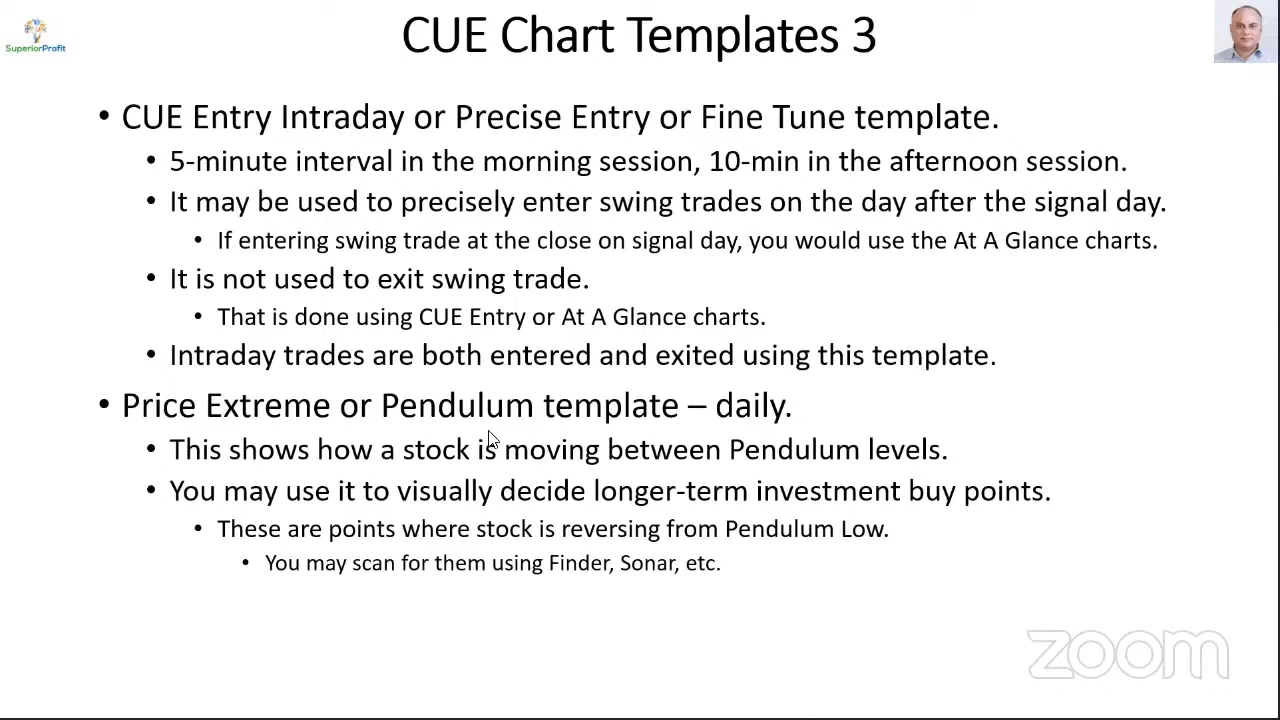 SuperiorProfit
CUE Chart Templates 3
• CUE Entry Intraday or Precise Entry or Fine Tune template.
• 5-minute interval in the morning session, 10-min in the afternoon session.
• It may be used to precisely enter swing trades on the day after the signal day.
• If entering swing trade at the close on signal day, you would use the At A Glance charts.
• It is not used to exit swing trade.
• That is done using CUE Entry or At A Glance charts.
• Intraday trades are both entered and exited using this template.
• Price Extreme or Pendulum template – daily.
• This shows how a stock is moving between Pendulum levels.
• You may use it to visually decide longer-term investment buy points.
• These are points where stock is reversing from Pendulum Low.
• You may scan for them using Finder, Sonar, etc.
zoom